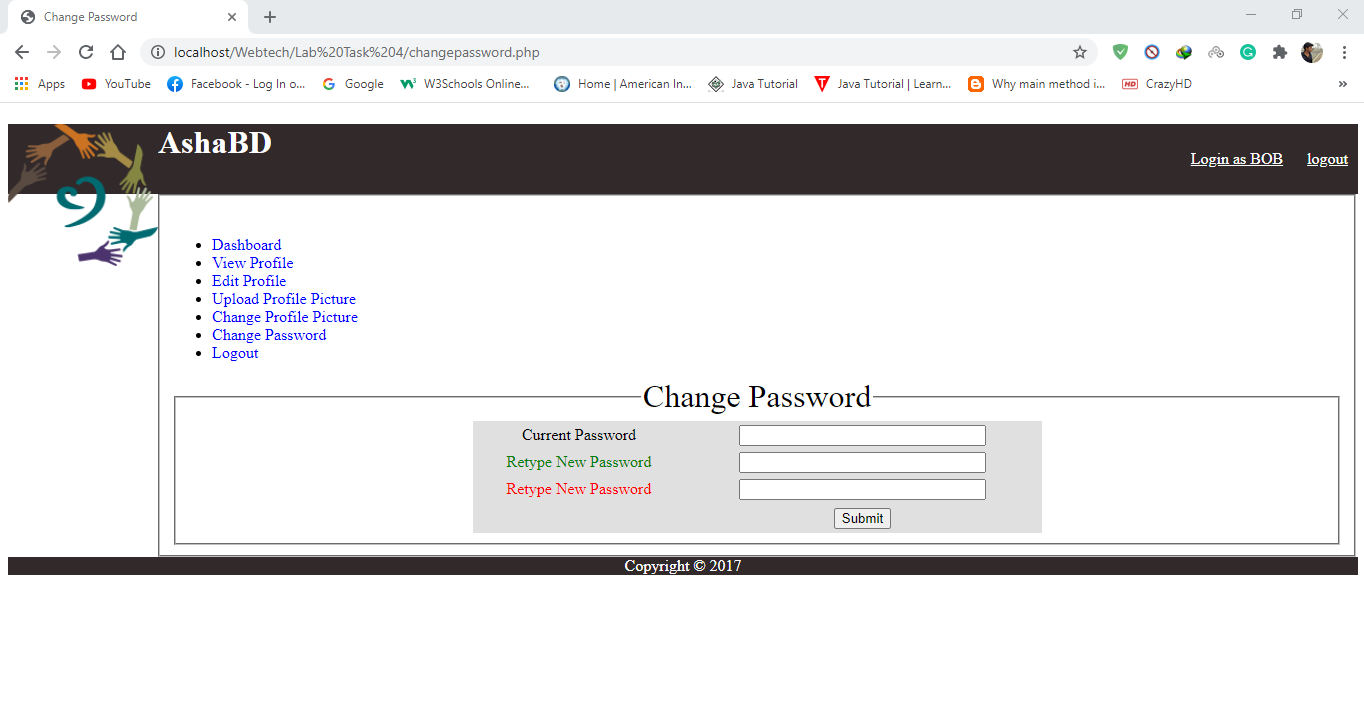 Change Password
localhost/Webtech/Lab%20Task%204/changepassword.php
Apps YouTube Facebook - Log In o... Google W3Schools Online... Home | American In... Java Tutorial Java Tutorial | Learn... Why main method i... HD CrazyHD »
AshaBD
Login as BOB logout
Dashboard
View Profile
Edit Profile
Upload Profile Picture
Change Profile Picture
Change Password
Logout
Change Password
Current Password
Retype New Password
Retype New Password
Submit
Copyright © 2017